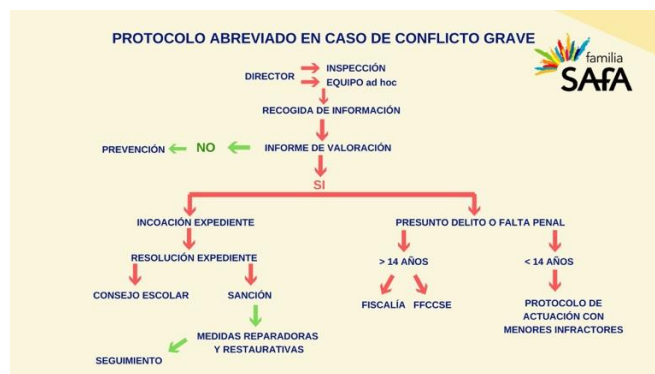 PROTOCOLO ABREVIADO EN CASO DE CONFLICTO GRAVE
familia
SAFA
DIRECTOR
INSPECCIÓN
EQUIPO ad hoc
RECOGIDA DE INFORMACIÓN
PREVENCIÓN
NO
INFORME DE VALORACIÓN
SI
INCOACIÓN EXPEDIENTE
PRESUNTO DELITO O FALTA PENAL
RESOLUCIÓN EXPEDIENTE
> 14 AÑOS
< 14 AÑOS
CONSEJO ESCOLAR
SANCIÓN
FISCALÍA
FFCCSE
PROTOCOLO DE
ACTUACIÓN CON
MENORES INFRACTORES
MEDIDAS REPARADORAS
Y RESTAURATIVAS
SEGUIMIENTO